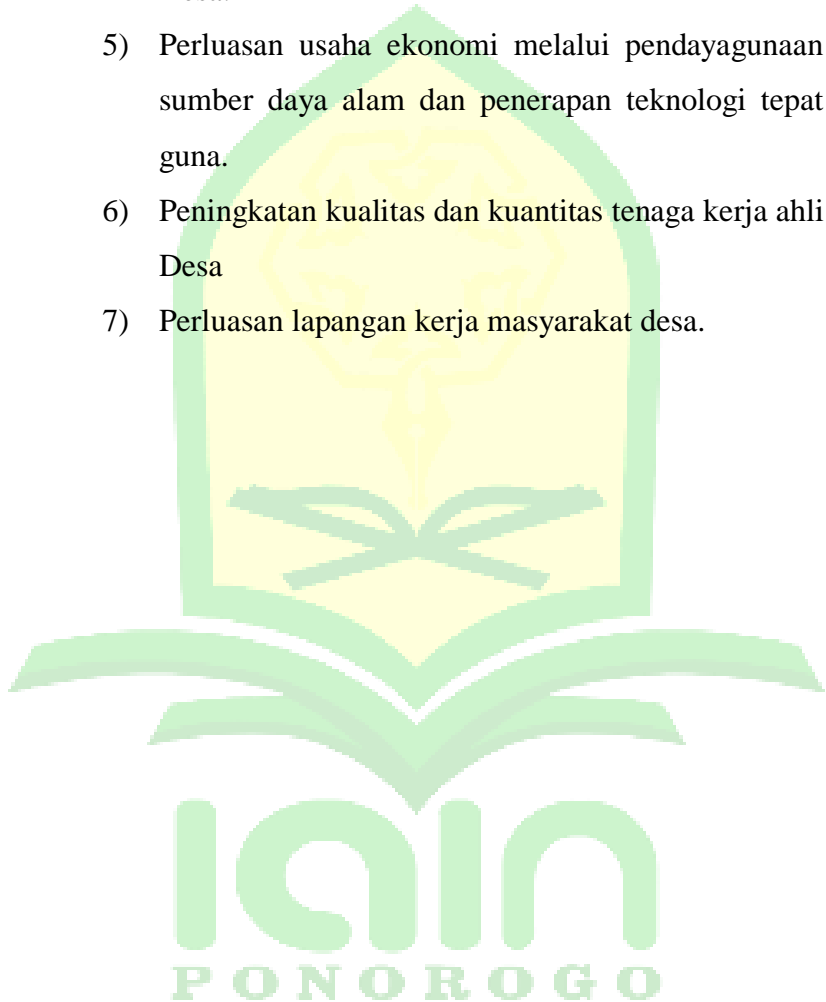 5) Perluasan usaha ekonomi melalui pendayagunaan
sumber daya alam dan penerapan teknologi tepat
guna.
6) Peningkatan kualitas dan kuantitas tenaga kerja ahli
Desa
7) Perluasan lapangan kerja masyarakat desa.
iain
PONOROGO